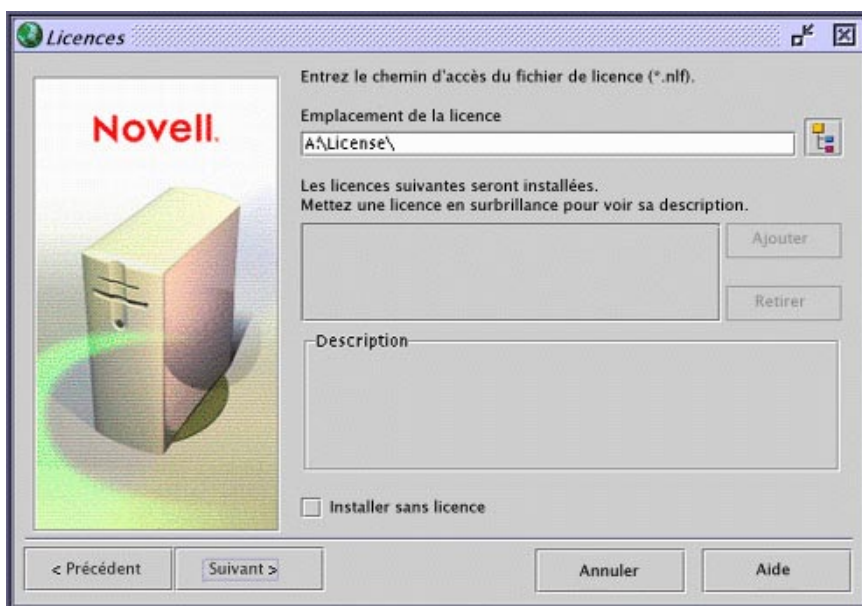 Licences
Novell.
Entrez le chemin d'accès du fichier de licence (*.nlf).
Emplacement de la licence
A:\License\
Les licences suivantes seront installées.
Mettez une licence en surbrillance pour voir sa description.
Ajouter
Retirer
Description
Installer sans licence
< Précédent
Suivant >
Annuler
Aide